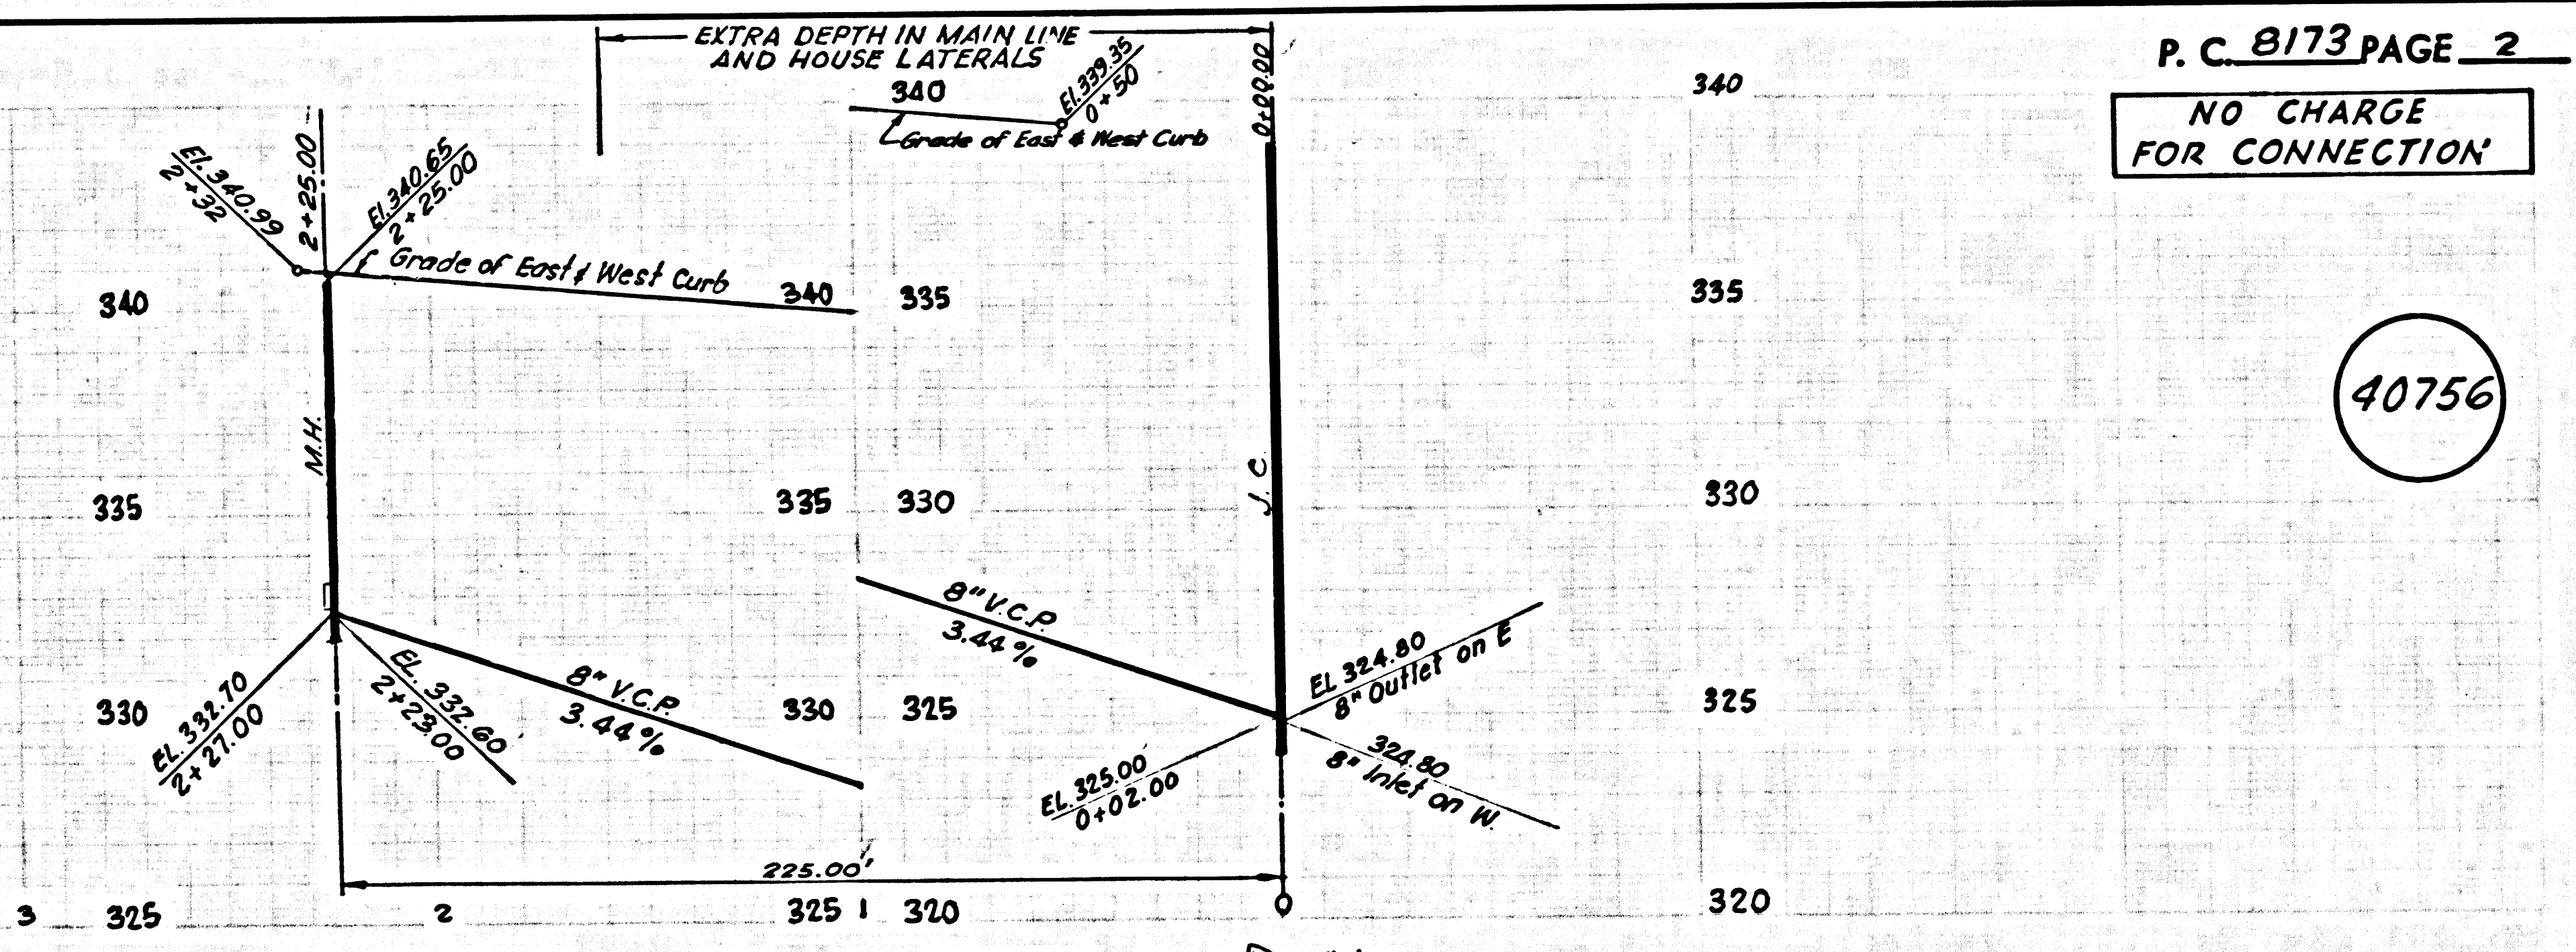 EXTRA DEPTH IN MAIN LINE
AND HOUSE LATERALS
P. C. 8173 PAGE 2
NO CHARGE
FOR CONNECTION
40756
340
El. 339.35
0+50
Grade of East & West Curb
0+00.00
340
El. 340.99
2+32
2+25.00
El. 340.65
2+25.00
Grade of East & West Curb
340
340
335
335
M.H.
J.C
335
335
330
330
8" V.C.P.
3.44%
EL 324.80
8" Outlet on E
324.80
8" Inlet on W.
EL. 325.00
0+02.00
EL. 332.70
2+27.00
EL. 332.60
2+23.00
8" V.C.P.
3.44%
330
330
325
325
225.00'
3
325
2
325
1
320
0
320